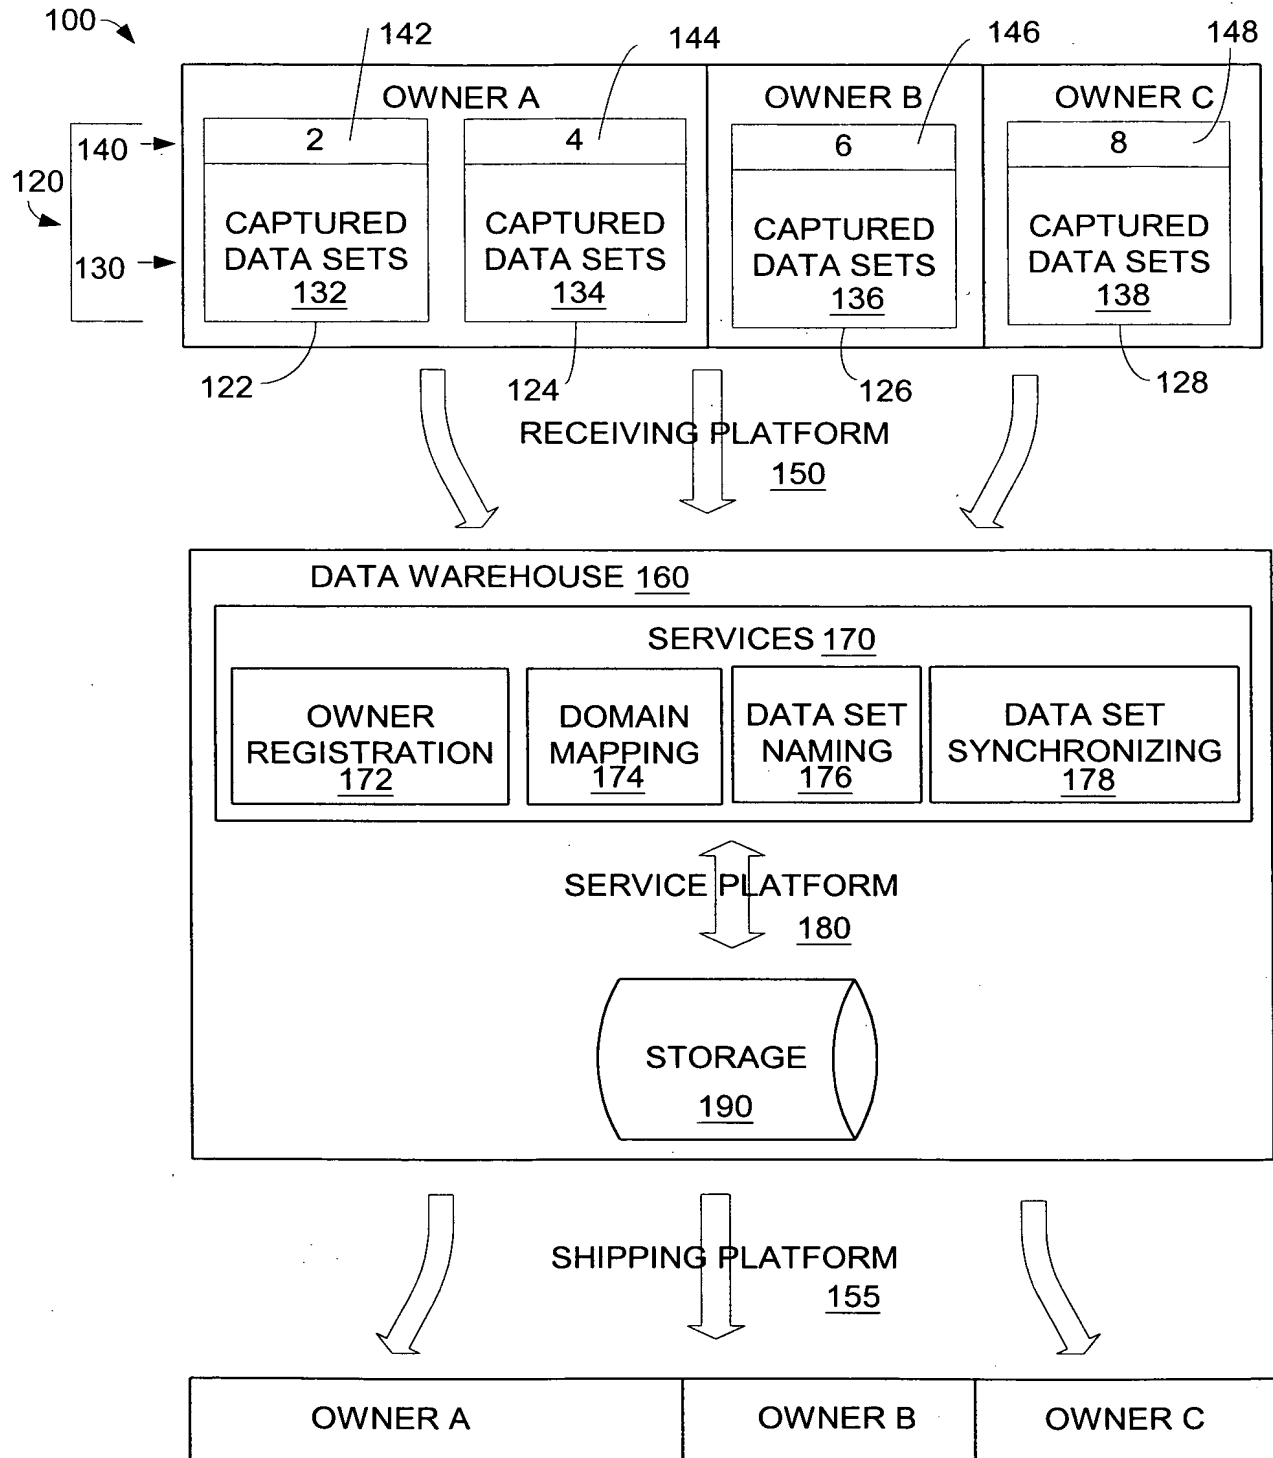 100
142
144
146
148
OWNER A
OWNER B
OWNER C
140
2
4
6
8
120
130
CAPTURED
DATA SETS
132
CAPTURED
DATA SETS
134
CAPTURED
DATA SETS
136
CAPTURED
DATA SETS
138
122
124
126
128
RECEIVING PLATFORM
150
DATA WAREHOUSE 160
SERVICES 170
OWNER
REGISTRATION
172
DOMAIN
MAPPING
174
DATA SET
NAMING
176
DATA SET
SYNCHRONIZING
178
SERVICE PLATFORM
180
STORAGE
190
SHIPPING PLATFORM
155
OWNER A
OWNER B
OWNER C